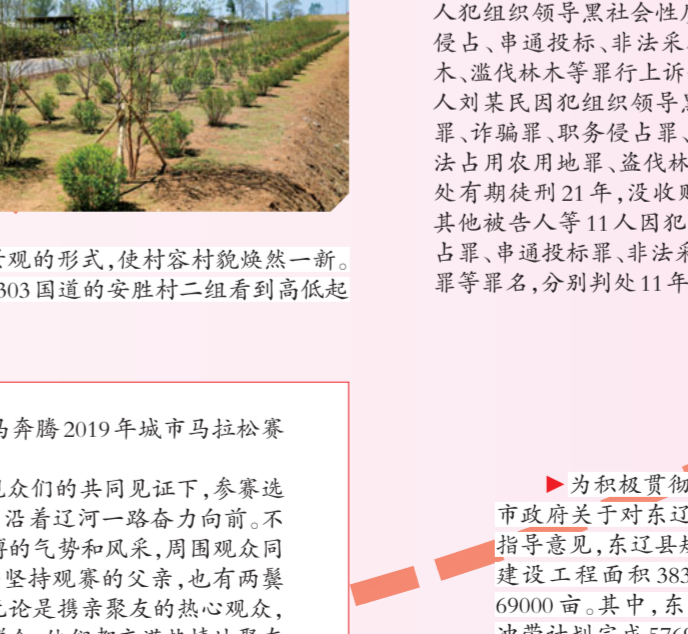 观的形式,使村容村貌焕然一新。
303国道的安胜村二组看到高低起
奔腾2019年城市马拉松赛
众们的共同见证下,参赛选
沿着辽河一路奋力向前。不
的气势和风采,周围观众同
坚持观赛的父亲,也有两鬓
论是携亲聚友的热心观众,
人犯组织领导黑社会性
侵占、串通投标、非法采
木、滥伐林木等罪行上诉
人刘某民因犯组织领导
罪、诈骗罪、职务侵占罪、
法占用农用地罪、盗伐林
处有期徒刑21年,没收
其他被告人等11人因犯
占罪、串通投标罪、非法采
罪等罪名,分别判处11年
▶为积极贯彻
市政府关于对东辽
指导意见,东辽县
建设工程面积383
69000亩。其中,东
冲带计划完成576